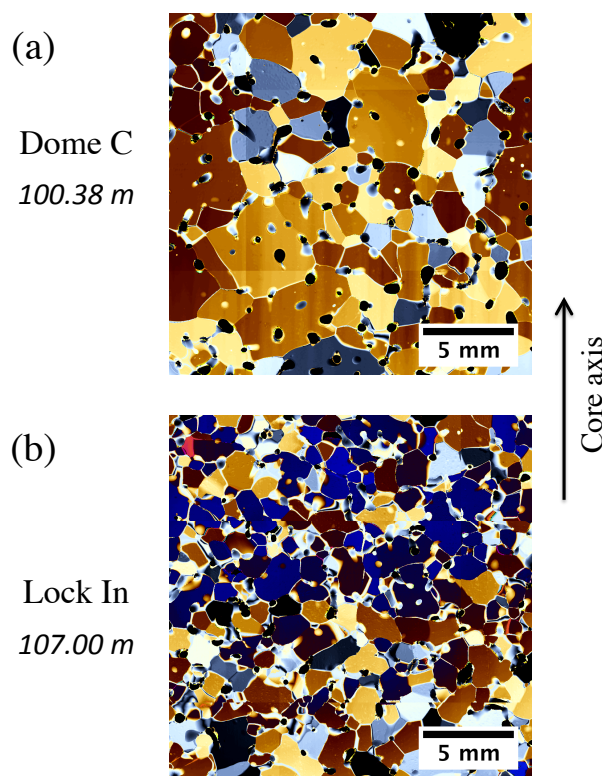 (a)
Dome C
100.38 m
5 mm
Core axis
(b)
Lock In
107.00 m
5 mm